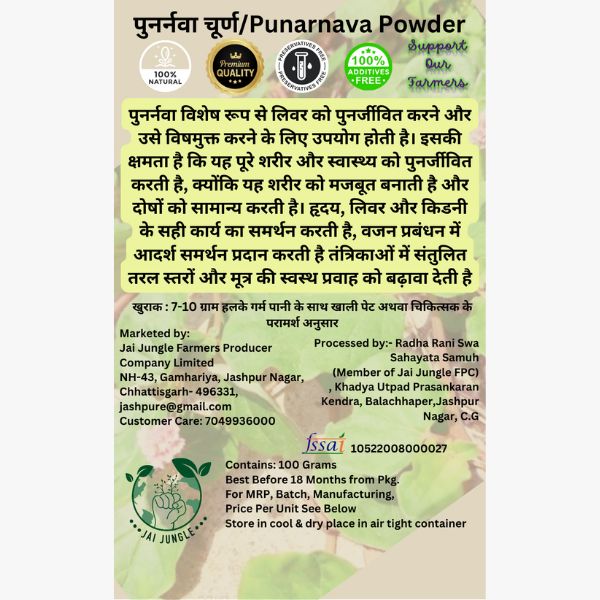 पुनर्नवा चूर्ण/Punarnava Powder
100%
NATURAL
Premium
QUALITY
PRESERVATIVES FREE
PRESERVATIVES FREE
100%
ADDITIVES
FREE
Support
Our
Farmers
पुनर्नवा विशेष रूप से लिवर को पुनर्जीवित करने और
उसे विषमुक्त करने के लिए उपयोग होती है। इसकी
क्षमता है कि यह पूरे शरीर और स्वास्थ्य को पुनर्जीवित
करती है, क्योंकि यह शरीर को मजबूत बनाती है और
दोषों को सामान्य करती है। हृदय, लिवर और किडनी
के सही कार्य का समर्थन करती है, वजन प्रबंधन में
आदर्श समर्थन प्रदान करती है तंत्रिकाओं में संतुलित
तरल स्तरों और मूत्र की स्वस्थ प्रवाह को बढ़ावा देती है
खुराक : 7-10 ग्राम हलके गर्म पानी के साथ खाली पेट अथवा चिकित्सक के
परामर्श अनुसार
Marketed by:
Jai Jungle Farmers Producer
Company Limited
NH-43, Gamhariya, Jashpur Nagar,
Chhattisgarh- 496331,
jashpure@gmail.com
Customer Care: 7049936000
Processed by:- Radha Rani Swa
Sahayata Samuh
(Member of Jai Jungle FPC)
, Khadya Utpad Prasankaran
Kendra, Balachhaper,Jashpur
Nagar, C.G
fssai 10522008000027
Contains: 100 Grams
Best Before 18 Months from Pkg.
For MRP, Batch, Manufacturing,
Price Per Unit See Below
Store in cool & dry place in air tight container
JAI JUNGLE